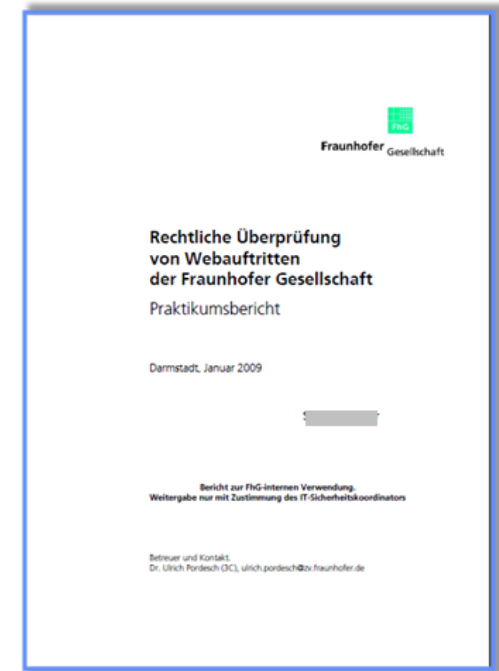 FhG
Fraunhofer Gesellschaft
Rechtliche Überprüfung
von Webauftritten
der Fraunhofer Gesellschaft
Praktikumsbericht
Darmstadt, Januar 2009
Bericht zur FhG-internen Verwendung.
Weitergabe nur mit Zustimmung des IT-Sicherheitskoordinators
Betreuer und Kontakt.
Dr. Ulrich Pordesch (3C), ulrich.pordesch@zv.fraunhofer.de